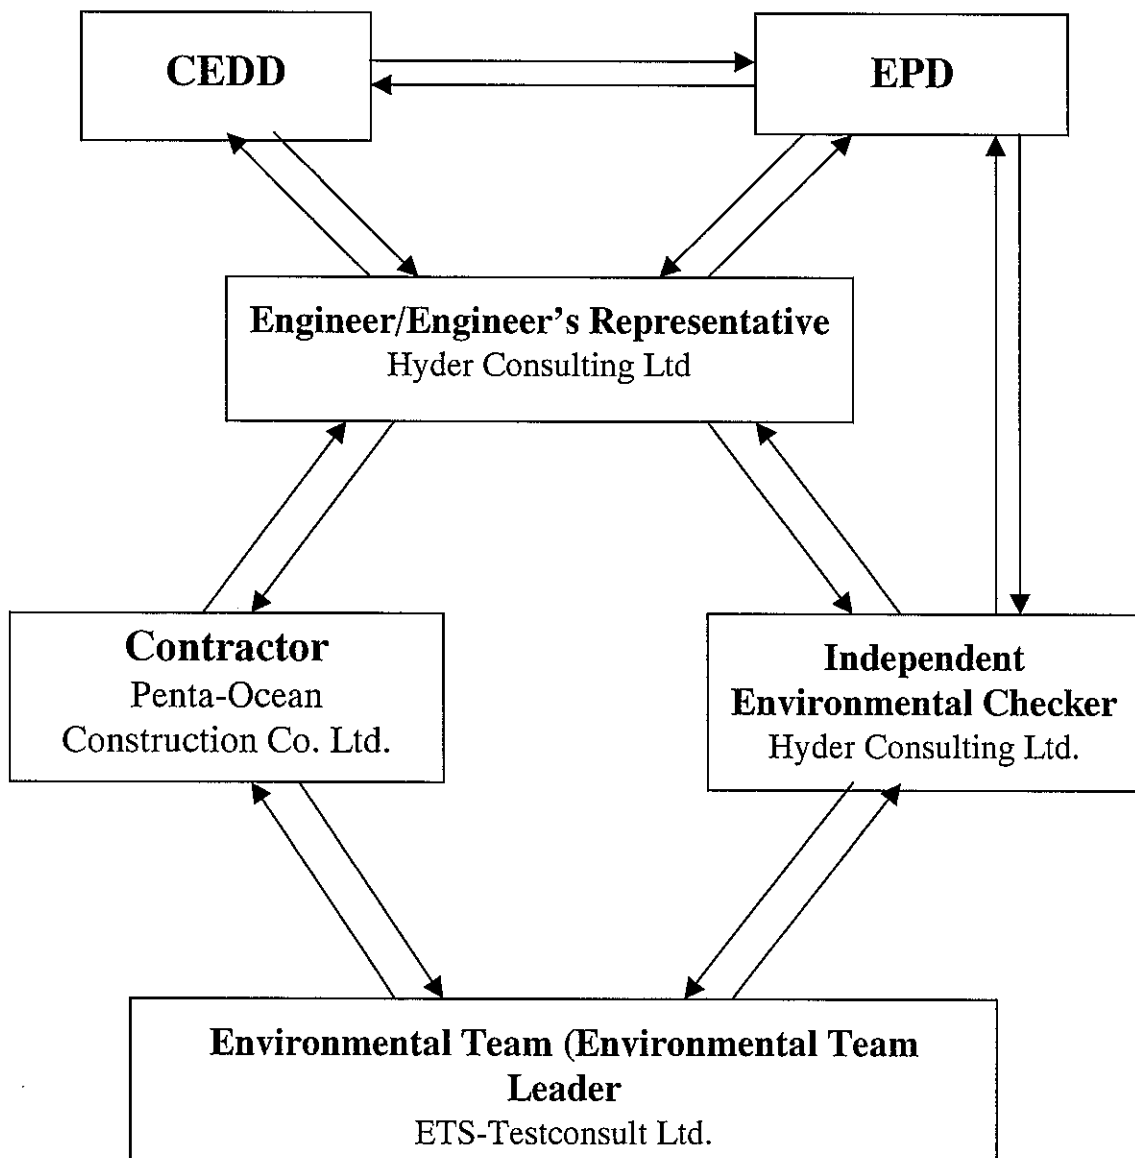 CEDD
EPD
Engineer/Engineer’s Representative
Hyder Consulting Ltd
Contractor
Penta-Ocean
Construction Co. Ltd.
Independent
Environmental Checker
Hyder Consulting Ltd.
Environmental Team (Environmental Team
Leader
ETS-Testconsult Ltd.